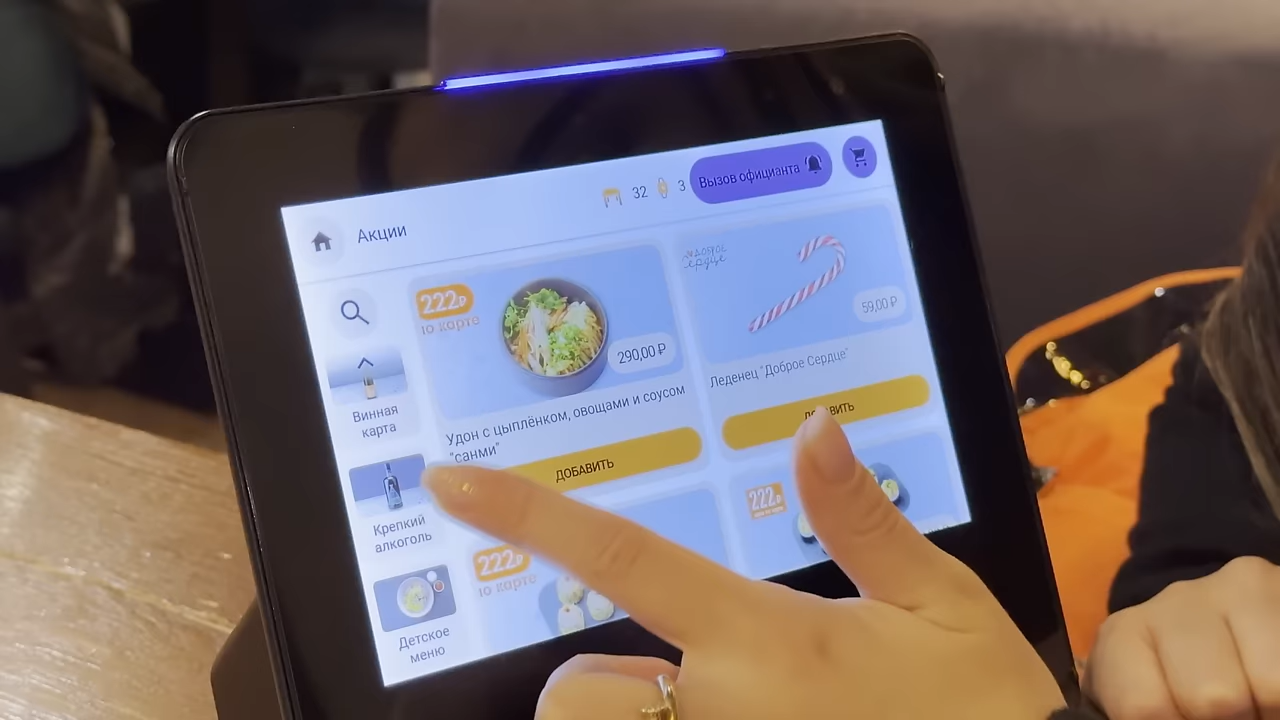 Акции
32
3
Вызов официанта
Винная
карта
Крепкий
алкоголь
Детское
меню
222₽
по карте
290,00 ₽
Удон с цыплёнком, овощами и соусом
"санми"
ДОБАВИТЬ
ДОБРОЕ
сердце
59,00 ₽
Леденец "Доброе Сердце"
222₽
по карте
222₽